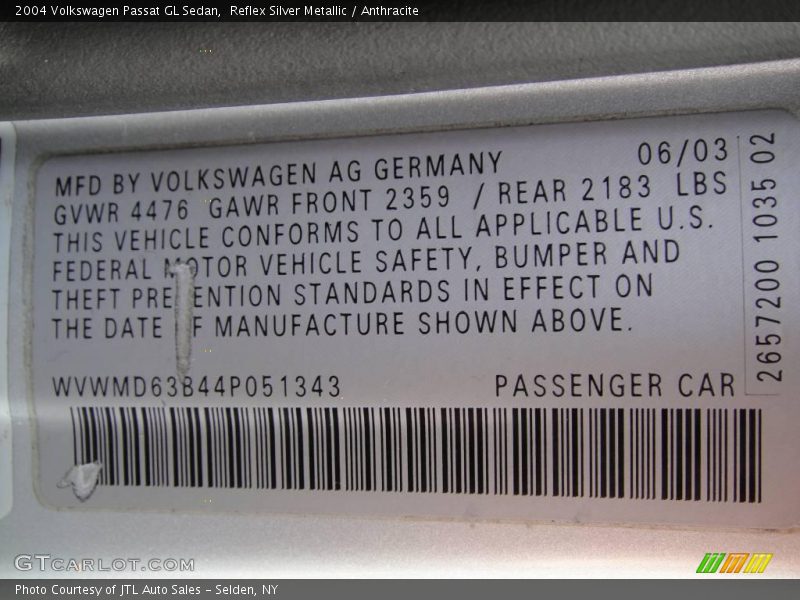 2004 Volkswagen Passat GL Sedan, Reflex Silver Metallic / Anthracite
MFD BY VOLKSWAGEN AG GERMANY 06/03
GVWR 4476 GAWR FRONT 2359 / REAR 2183 LBS
THIS VEHICLE CONFORMS TO ALL APPLICABLE U.S.
FEDERAL MOTOR VEHICLE SAFETY, BUMPER AND
THEFT PREVENTION STANDARDS IN EFFECT ON
THE DATE OF MANUFACTURE SHOWN ABOVE.
WVWMD63B44P051343 PASSENGER CAR
2657200 1035 02
GTCARLOT.COM
Photo Courtesy of JTL Auto Sales – Selden, NY